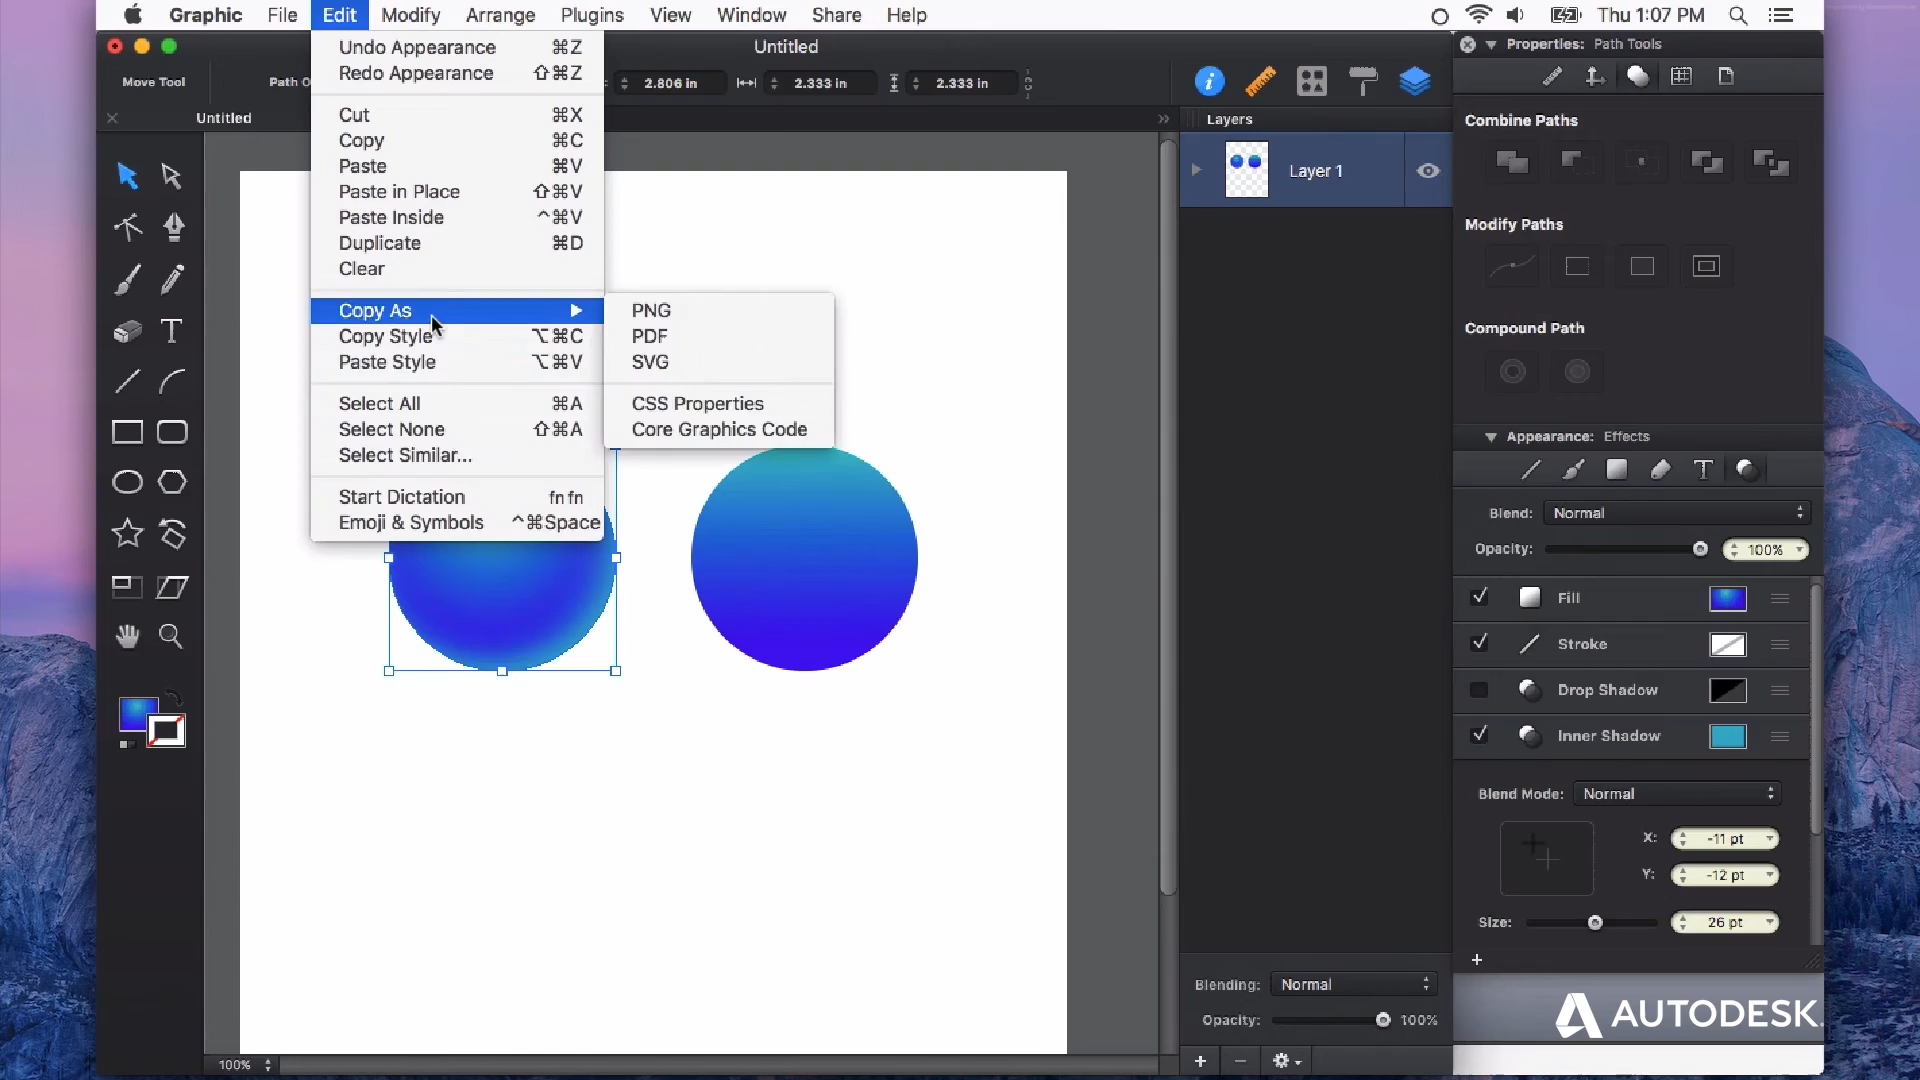 Graphic File Edit Modify Arrange Plugins View Window Share Help Thu 1:07 PM
Untitled
Move Tool Path O 2.806 in 2.333 in 2.333 in
Untitled
Undo Appearance ⌘Z
Redo Appearance ⇧⌘Z
Cut ⌘X
Copy ⌘C
Paste ⌘V
Paste in Place ⇧⌘V
Paste Inside ^⌘V
Duplicate ⌘D
Clear
Copy As
Copy Style ⌥⌘C
Paste Style ⌥⌘V
Select All ⌘A
Select None ⇧⌘A
Select Similar...
Start Dictation fn fn
Emoji & Symbols ^⌘Space
PNG
PDF
SVG
CSS Properties
Core Graphics Code
100%
Layers
Layer 1
Blending: Normal
Opacity: 100%
Properties: Path Tools
Combine Paths
Modify Paths
Compound Path
Appearance: Effects
Blend: Normal
Opacity: 100%
Fill
Stroke
Drop Shadow
Inner Shadow
Blend Mode: Normal
X: -11 pt
Y: -12 pt
Size: 26 pt
AUTODESK.